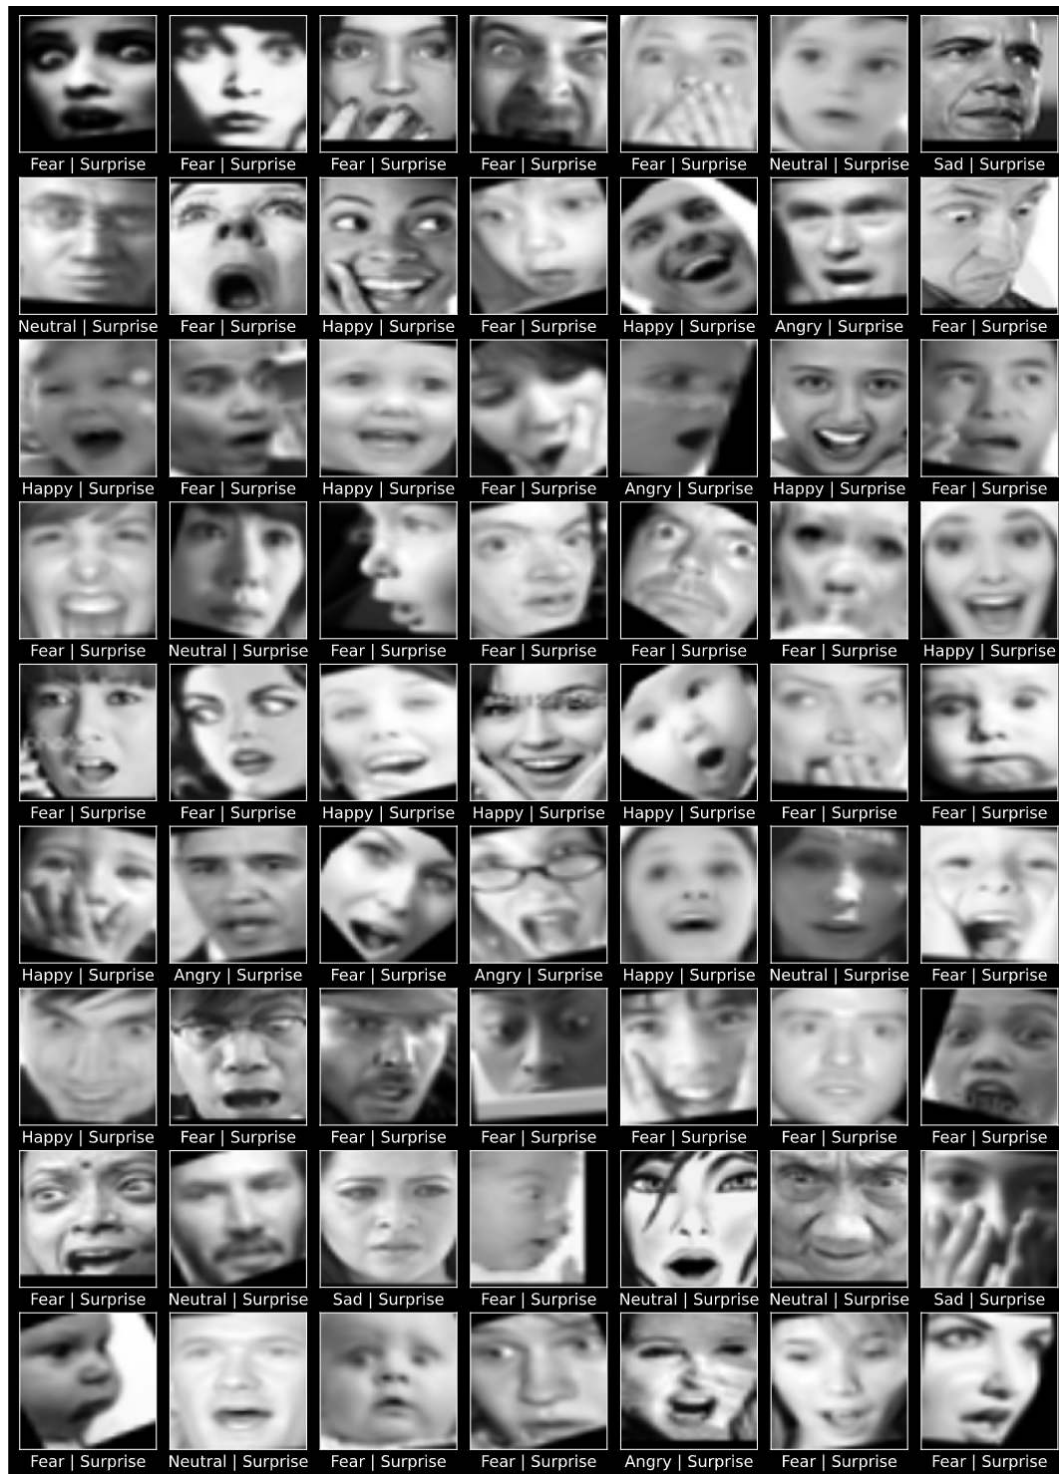 Fear | Surprise Fear | Surprise Fear | Surprise Fear | Surprise Fear | Surprise Neutral | Surprise Sad | Surprise
Neutral | Surprise Fear | Surprise Happy | Surprise Fear | Surprise Happy | Surprise Angry | Surprise Fear | Surprise
Happy | Surprise Fear | Surprise Happy | Surprise Fear | Surprise Angry | Surprise Happy | Surprise Fear | Surprise
Fear | Surprise Neutral | Surprise Fear | Surprise Fear | Surprise Fear | Surprise Fear | Surprise Happy | Surprise
Fear | Surprise Fear | Surprise Happy | Surprise Happy | Surprise Happy | Surprise Fear | Surprise Fear | Surprise
Happy | Surprise Angry | Surprise Fear | Surprise Angry | Surprise Happy | Surprise Neutral | Surprise Fear | Surprise
Happy | Surprise Fear | Surprise Fear | Surprise Fear | Surprise Fear | Surprise Fear | Surprise Fear | Surprise
Fear | Surprise Neutral | Surprise Sad | Surprise Fear | Surprise Neutral | Surprise Neutral | Surprise Sad | Surprise
Fear | Surprise Neutral | Surprise Fear | Surprise Fear | Surprise Angry | Surprise Fear | Surprise Fear | Surprise